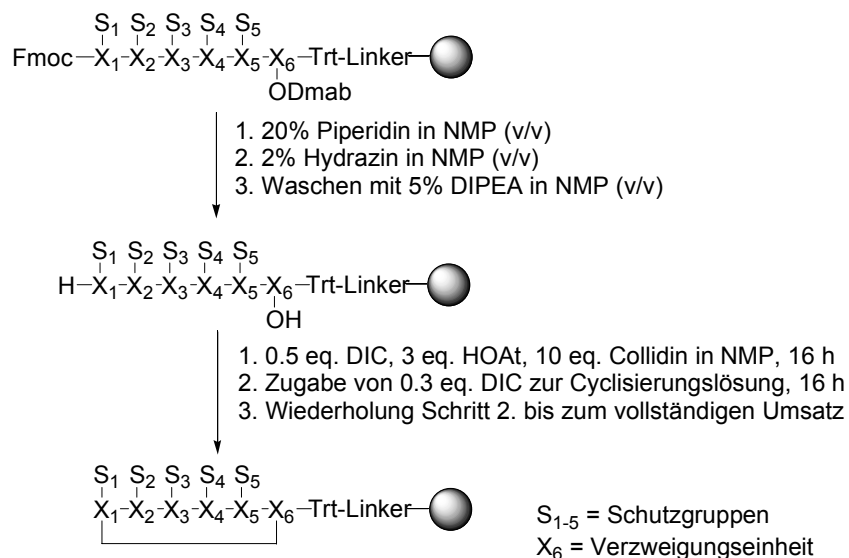 S1 S2 S3 S4 S5
Fmoc–X1–X2–X3–X4–X5–X6–Trt-Linker
ODmab
1. 20% Piperidin in NMP (v/v)
2. 2% Hydrazin in NMP (v/v)
3. Waschen mit 5% DIPEA in NMP (v/v)
S1 S2 S3 S4 S5
H–X1–X2–X3–X4–X5–X6–Trt-Linker
OH
1. 0.5 eq. DIC, 3 eq. HOAt, 10 eq. Collidin in NMP, 16 h
2. Zugabe von 0.3 eq. DIC zur Cyclisierungslösung, 16 h
3. Wiederholung Schritt 2. bis zum vollständigen Umsatz
S1 S2 S3 S4 S5
X1–X2–X3–X4–X5–X6–Trt-Linker
S1-5 = Schutzgruppen
X6 = Verzweigungseinheit